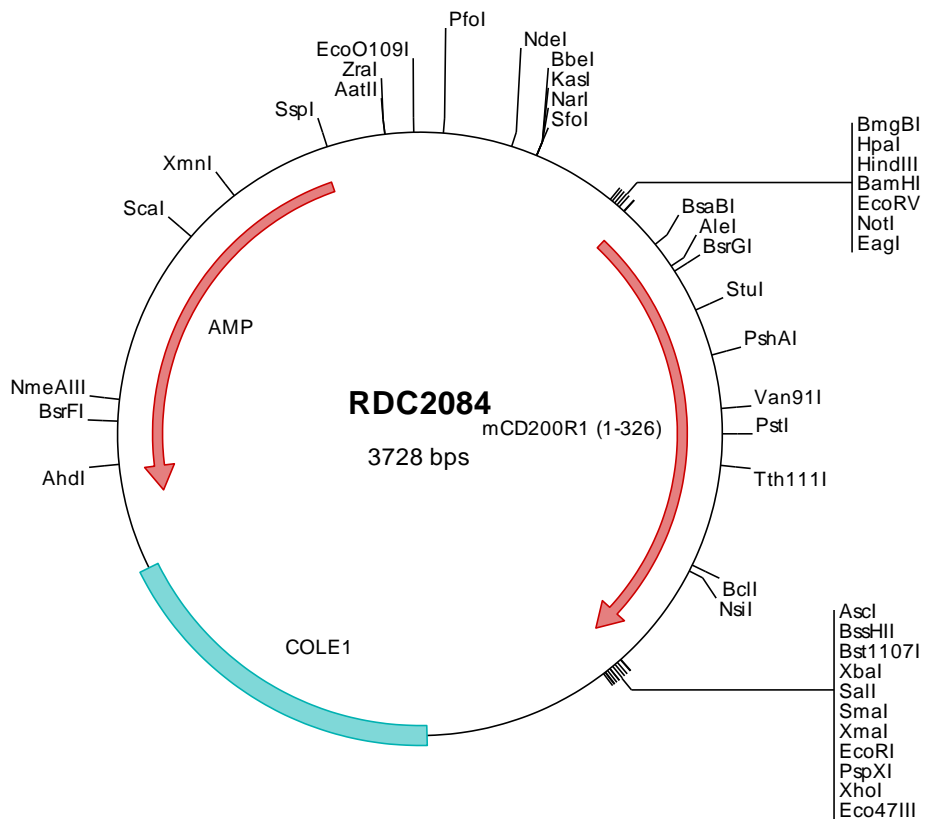 PfoI
EcoO109I
ZraI
AatII
SspI
XmnI
ScaI
NdeI
BbeI
KasI
NarI
SfoI
BmgBI
HpaI
HindIII
BamHI
EcoRV
NotI
EagI
BsaBI
AleI
BsrGI
StuI
PshAI
Van91I
PstI
Tth111I
BclI
NsiI
AscI
BssHII
Bst1107I
XbaI
SalI
SmaI
XmaI
EcoRI
PspXI
XhoI
Eco47III
NmeAIII
BsrFI
AhdI
AMP
RDC2084
3728 bps
mCD200R1 (1-326)
COLE1